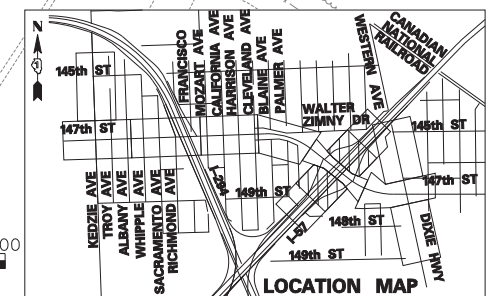 N
CANADIAN
NATIONAL
RAILROAD
WESTERN AVE
FRANCISCO
MOZART AVE
CALIFORNIA AVE
HARRISON AVE
CLEVELAND AVE
BLAINE AVE
PALMER AVE
145th ST
WALTER
ZIMNY DR
147th ST
145th ST
I-294
149th ST
147th ST
KEDZIE AVE
TROY AVE
ALBANY AVE
WHIPPLE AVE
SACRAMENTO AVE
RICHMOND AVE
I-57
148th ST
DIXIE HWY
149th ST
00
LOCATION MAP